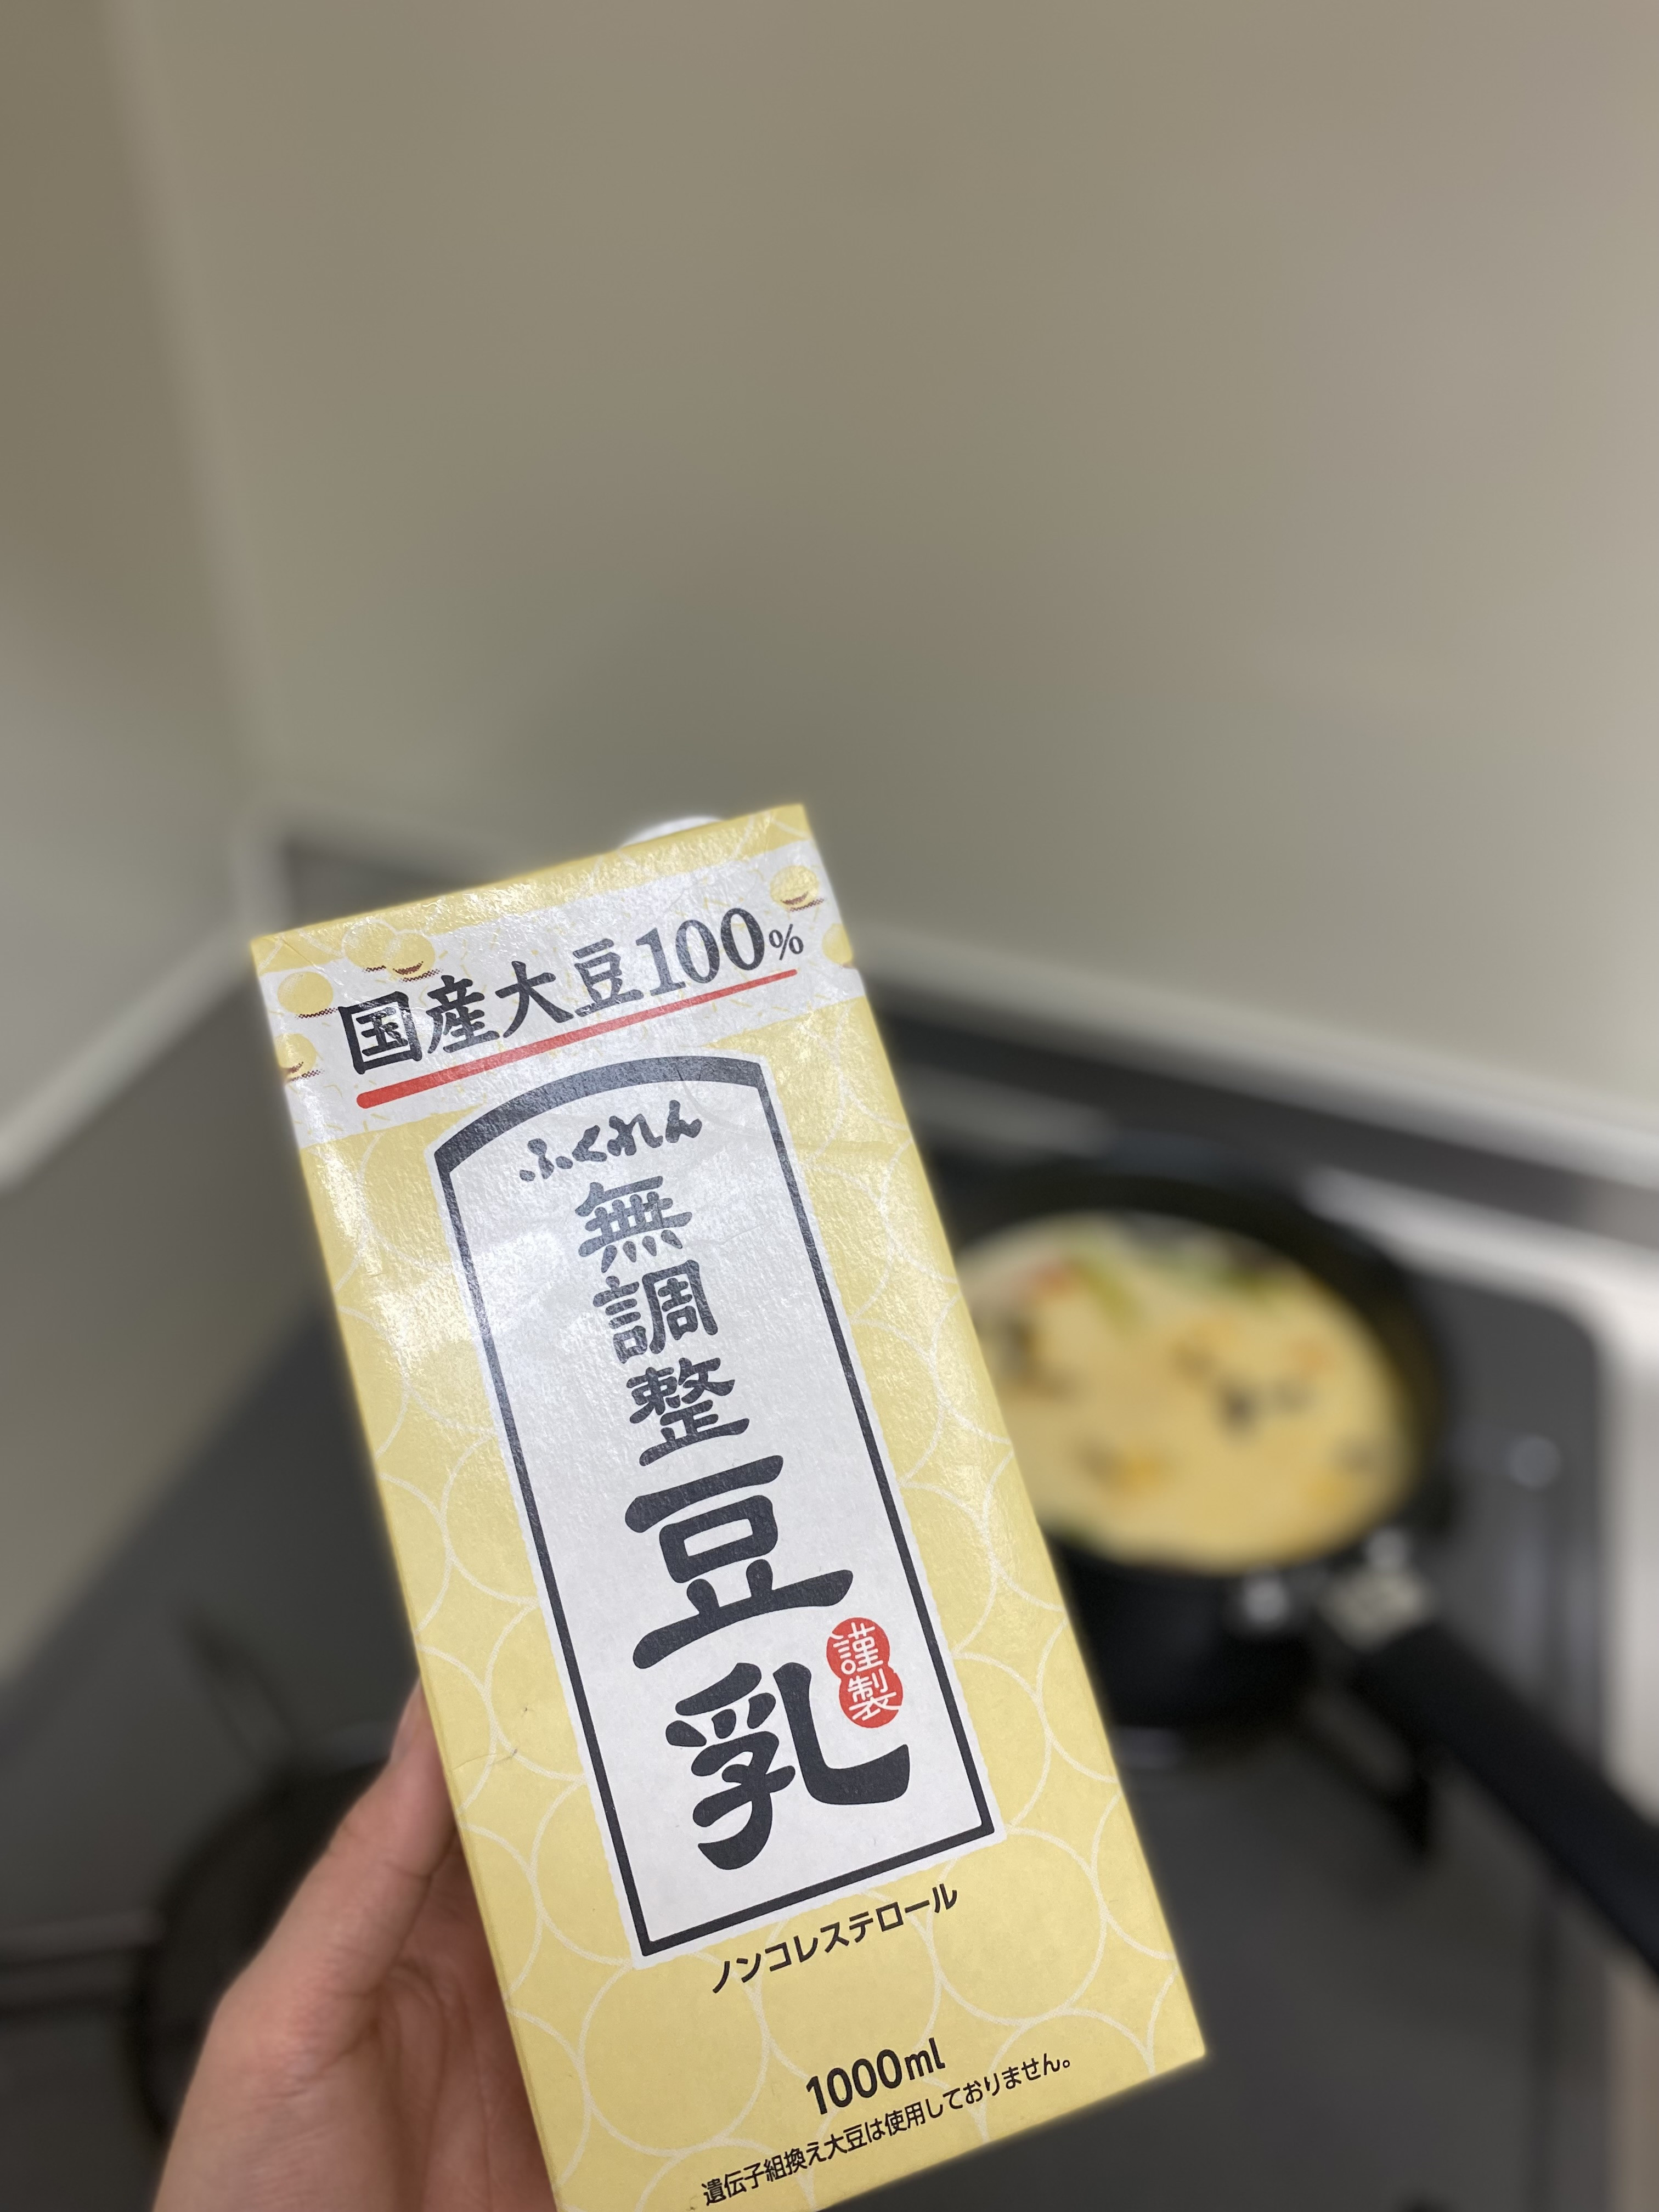 国産大豆100%
ふくれん
無調整
豆乳
謹製
ノンコレステロール
1000ml
遺伝子組換え大豆は使用しておりません。